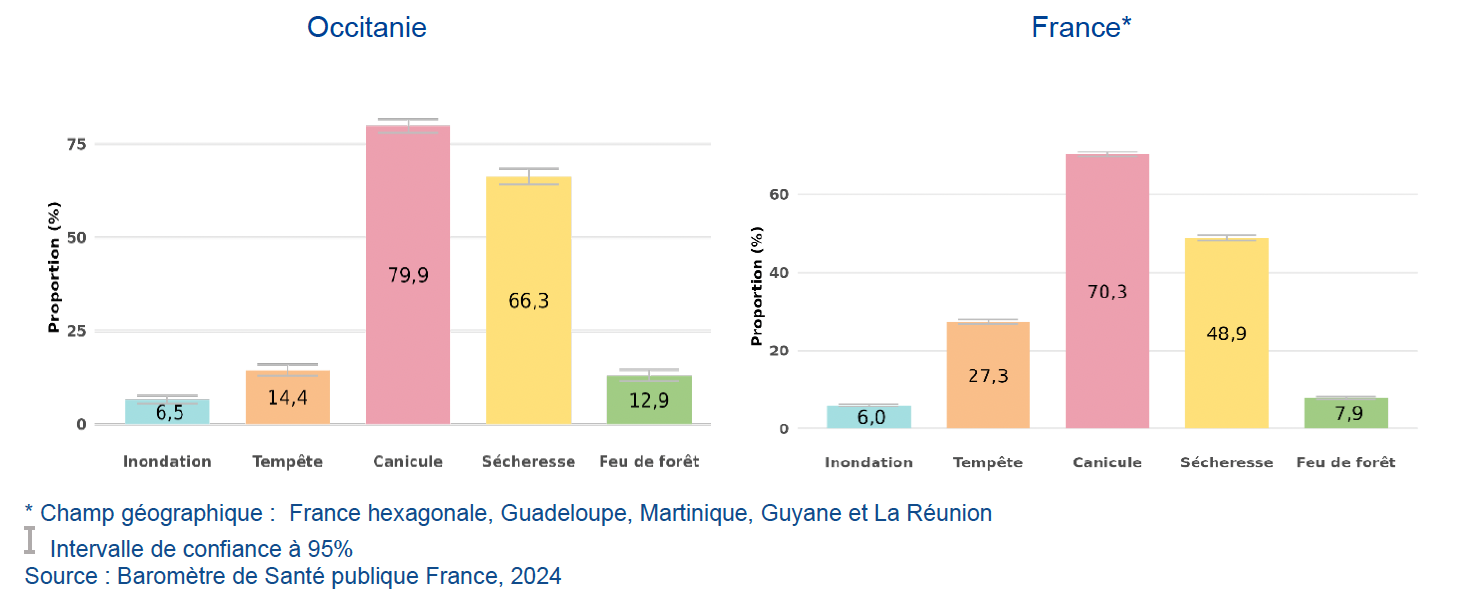 Occitanie
France*
Proportion (%)
75
50
25
0
6,5
14,4
79,9
66,3
12,9
Inondation Tempête Canicule Sécheresse Feu de forêt
Proportion (%)
60
40
20
0
6,0
27,3
70,3
48,9
7,9
Inondation Tempête Canicule Sécheresse Feu de forêt
* Champ géographique : France hexagonale, Guadeloupe, Martinique, Guyane et La Réunion
Intervalle de confiance à 95%
Source : Baromètre de Santé publique France, 2024